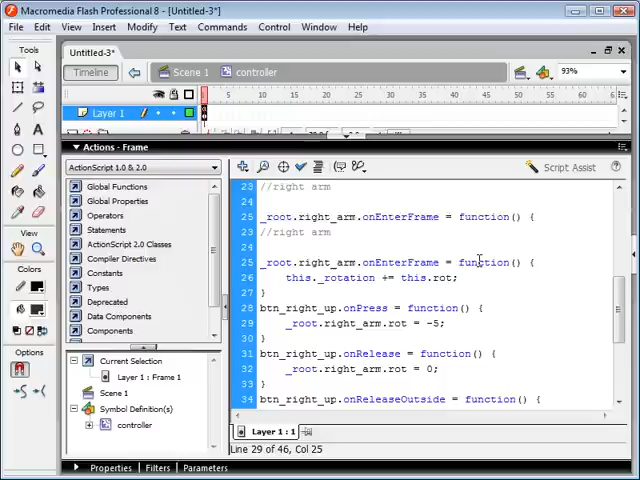 Macromedia Flash Professional 8 - [Untitled-3*]
File Edit View Insert Modify Text Commands Control Window Help
Tools
Untitled-3*
Timeline Scene 1 controller 93%
1 5 10 15 20 25 30 35 40 45 50 55 60 65
Layer 1
Actions - Frame
ActionScript 1.0 & 2.0
Script Assist
Global Functions
Global Properties
Operators
Statements
ActionScript 2.0 Classes
Compiler Directives
Constants
Types
Deprecated
Data Components
Components
View
Colors
Options
Current Selection
Layer 1 : Frame 1
Scene 1
Symbol Definition(s)
controller
23 //right arm
24
25 _root.right_arm.onEnterFrame = function() {
23 //right arm
24
25 _root.right_arm.onEnterFrame = function() {
26 this._rotation += this.rot;
27 }
28 btn_right_up.onPress = function() {
29 _root.right_arm.rot = -5;
30 }
31 btn_right_up.onRelease = function() {
32 _root.right_arm.rot = 0;
33 }
34 btn_right_up.onReleaseOutside = function() {
Layer 1 : 1
Line 29 of 46, Col 25
Properties Filters Parameters